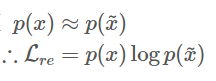 p(x) ≈ p(x̃)
∴ ℒ_re = p(x) log p(x̃)